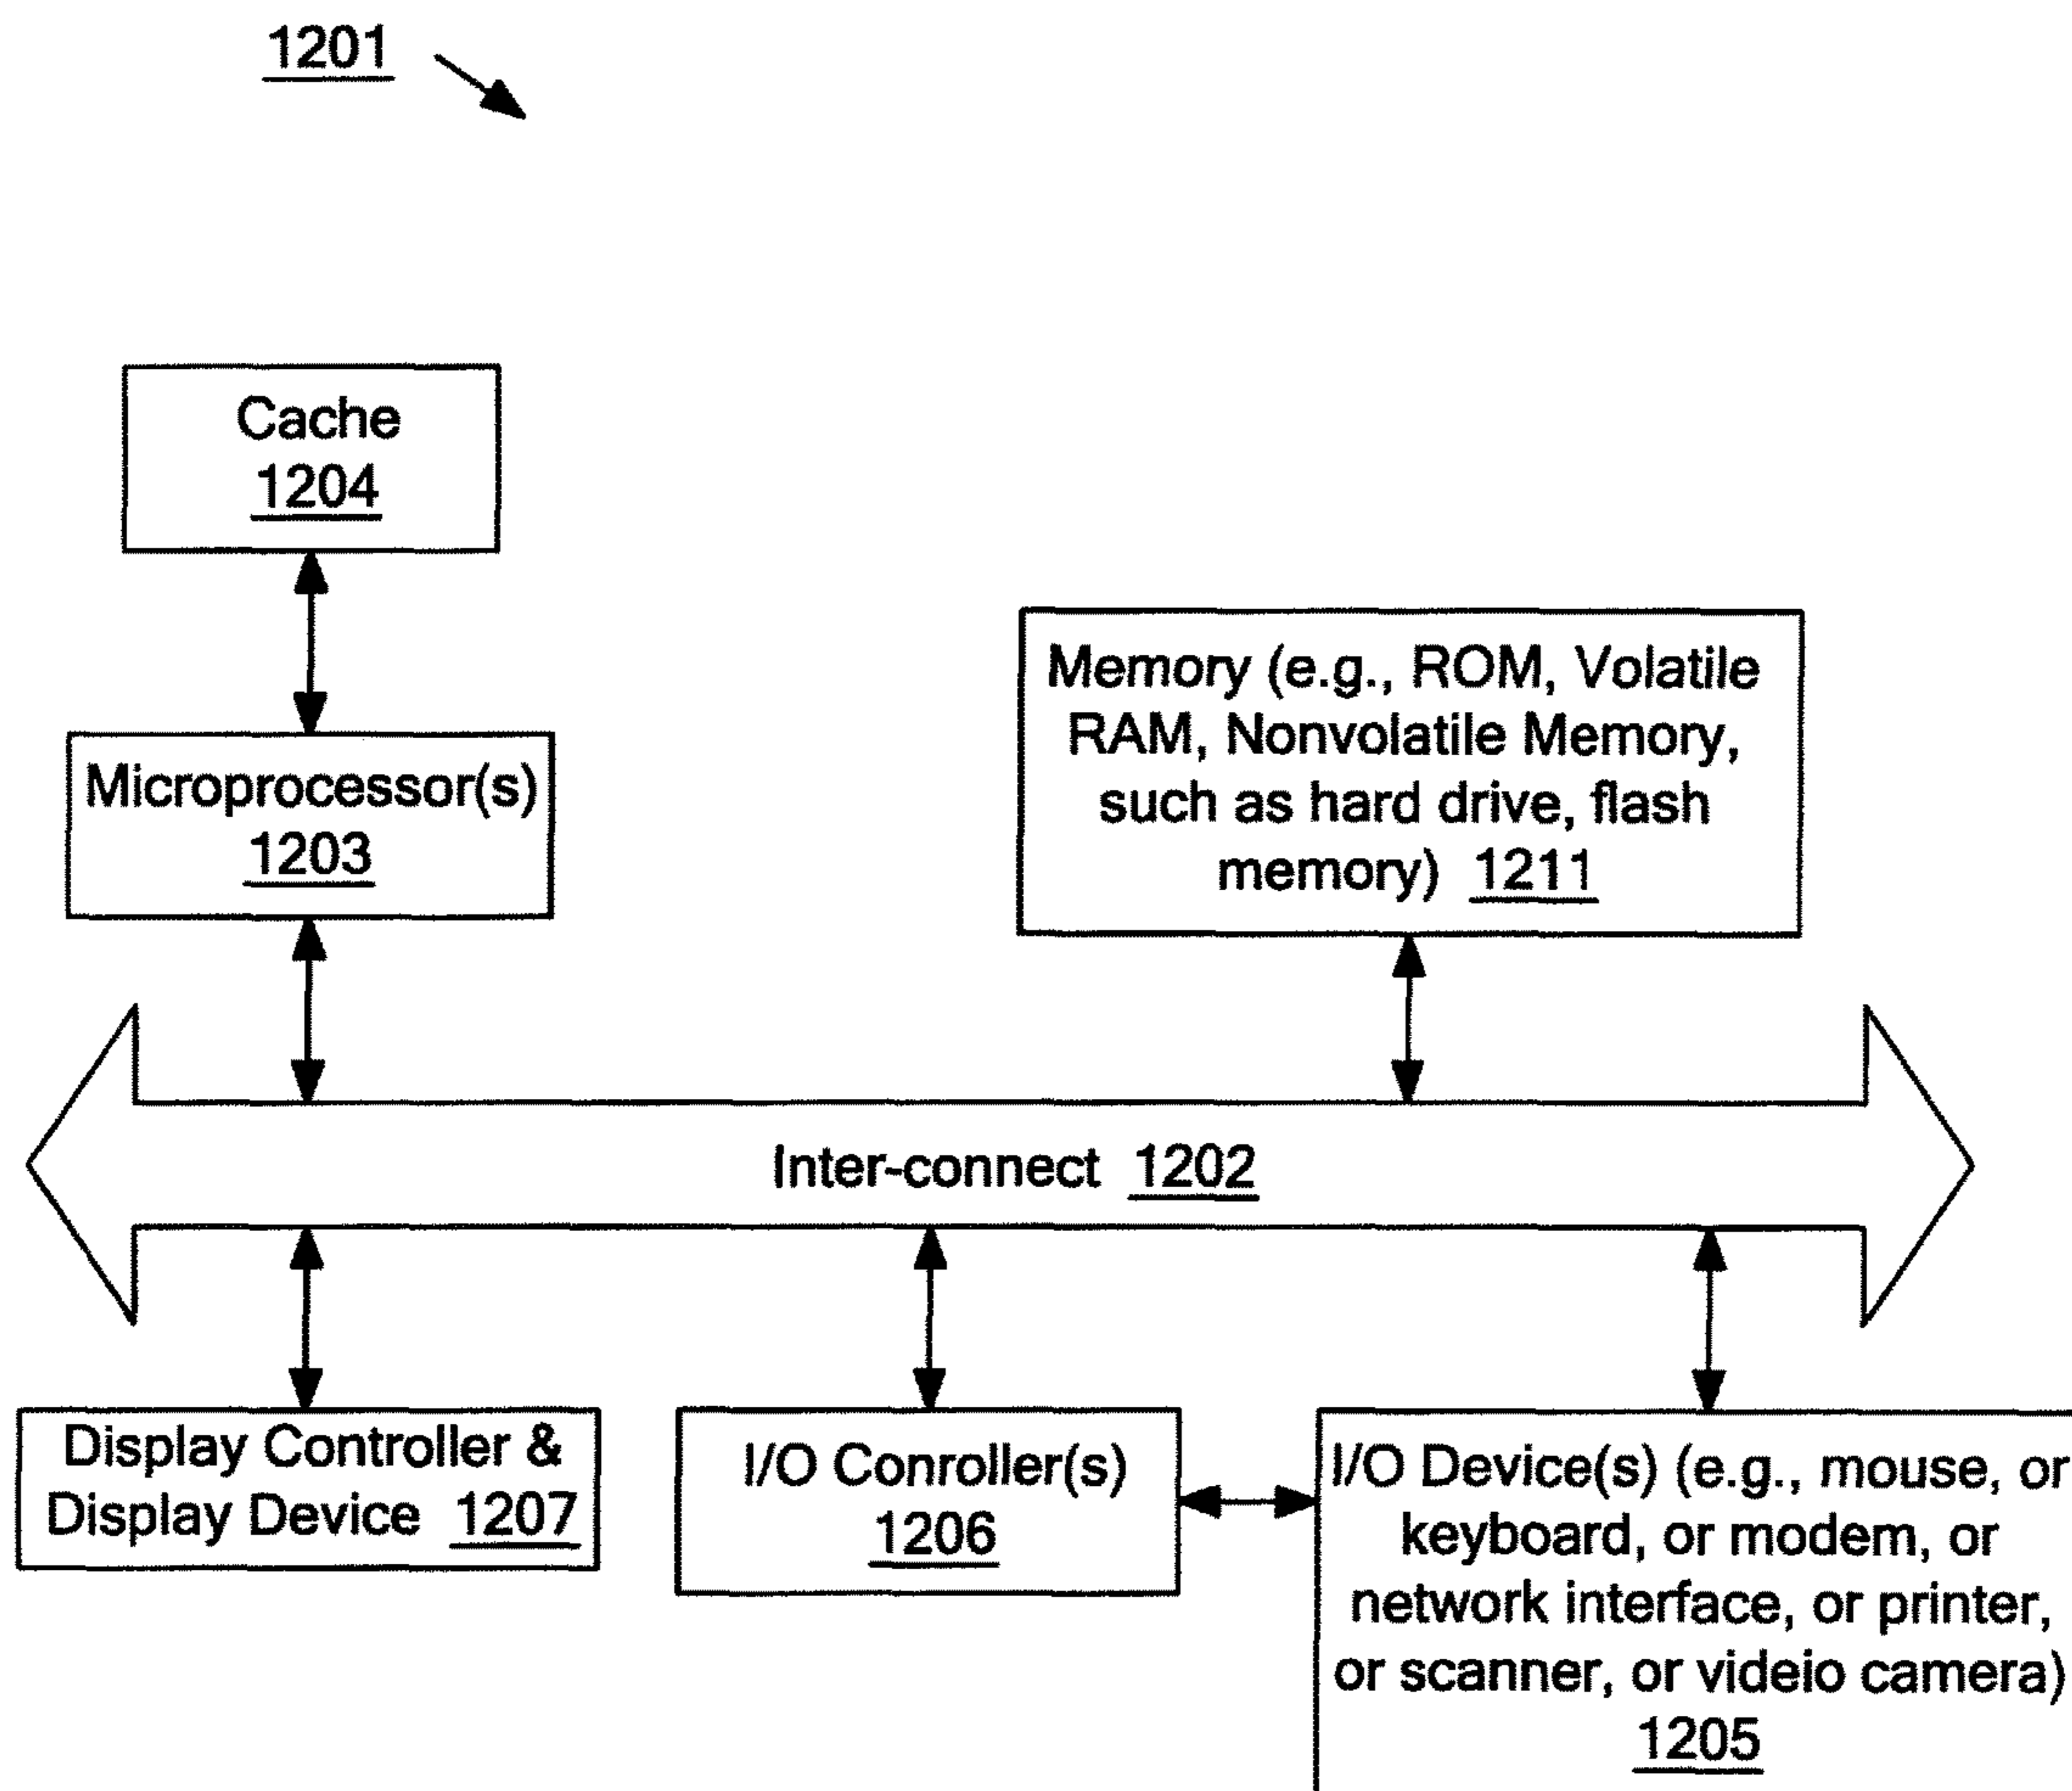 1201
Cache
1204
Microprocessor(s)
1203
Memory (e.g., ROM, Volatile
RAM, Nonvolatile Memory,
such as hard drive, flash
memory) 1211
Inter-connect 1202
Display Controller &
Display Device 1207
I/O Conroller(s)
1206
I/O Device(s) (e.g., mouse, or
keyboard, or modem, or
network interface, or printer,
or scanner, or videio camera)
1205